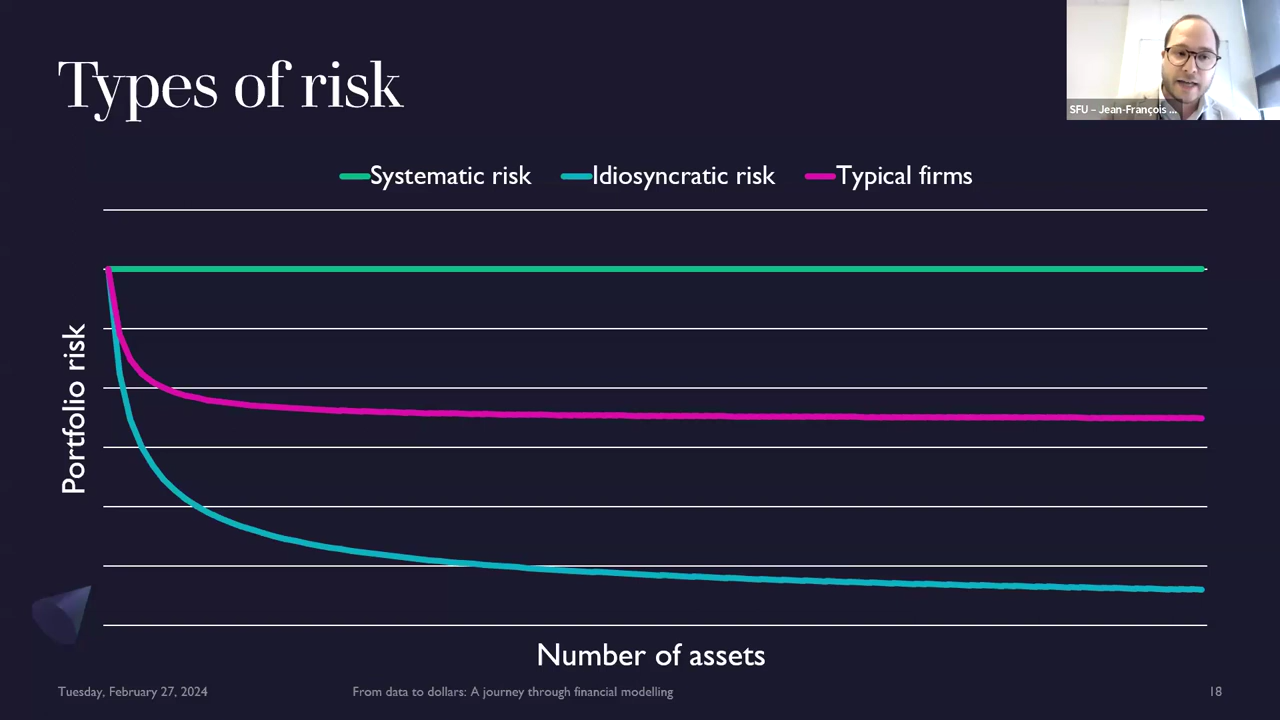 Types of risk
SFU – Jean-François ...
Systematic risk
Idiosyncratic risk
Typical firms
Portfolio risk
Number of assets
Tuesday, February 27, 2024
From data to dollars: A journey through financial modelling
18